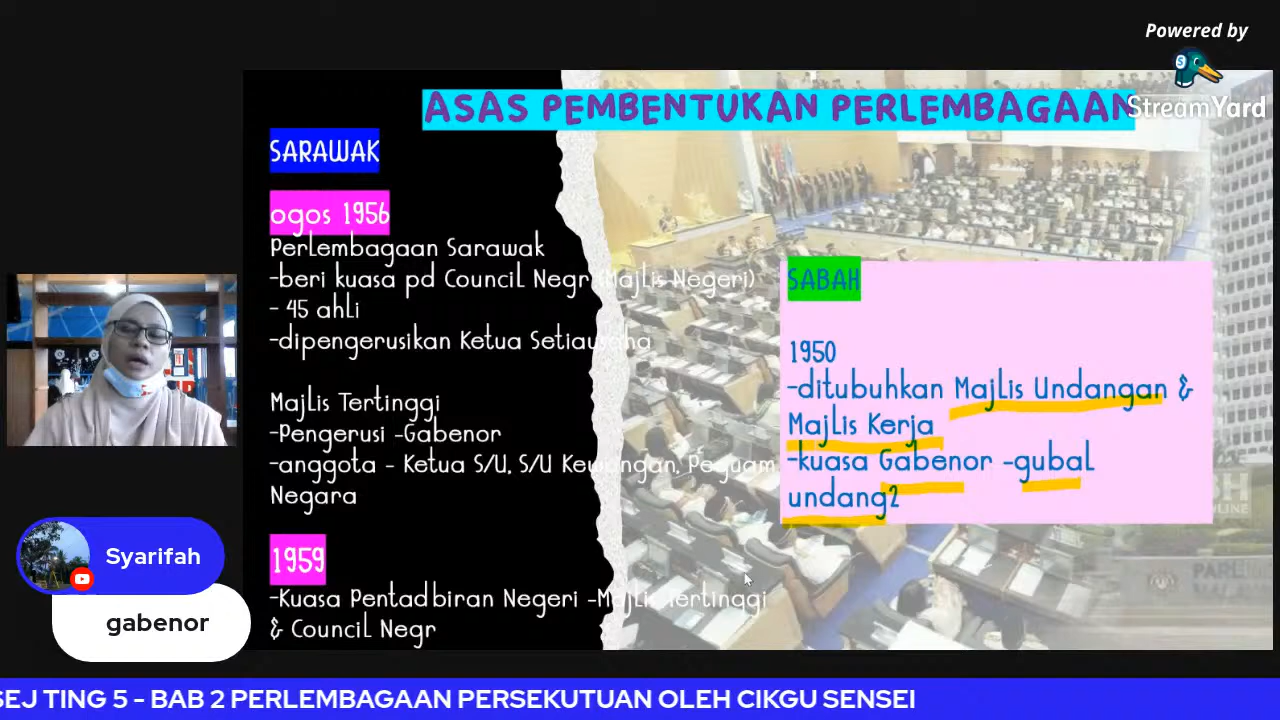 Powered by
StreamYard
ASAS PEMBENTUKAN PERLEMBAGAAN
SARAWAK
ogos 1956
Perlembagaan Sarawak
-beri kuasa pd Council Negr (Majlis Negeri)
- 45 ahli
-dipengerusikan Ketua Setiausaha
Majlis Tertinggi
-Pengerusi -Gabenor
-anggota - Ketua S/U, S/U Kewangan, Peguam
Negara
1959
-Kuasa Pentadbiran Negeri -Majlis Tertinggi
& Council Negr
SABAH
1950
-ditubuhkan Majlis Undangan &
Majlis Kerja
-kuasa Gabenor -gubal
undang2
Syarifah
gabenor
SEJ TING 5 - BAB 2 PERLEMBAGAAN PERSEKUTUAN OLEH CIKGU SENSEI